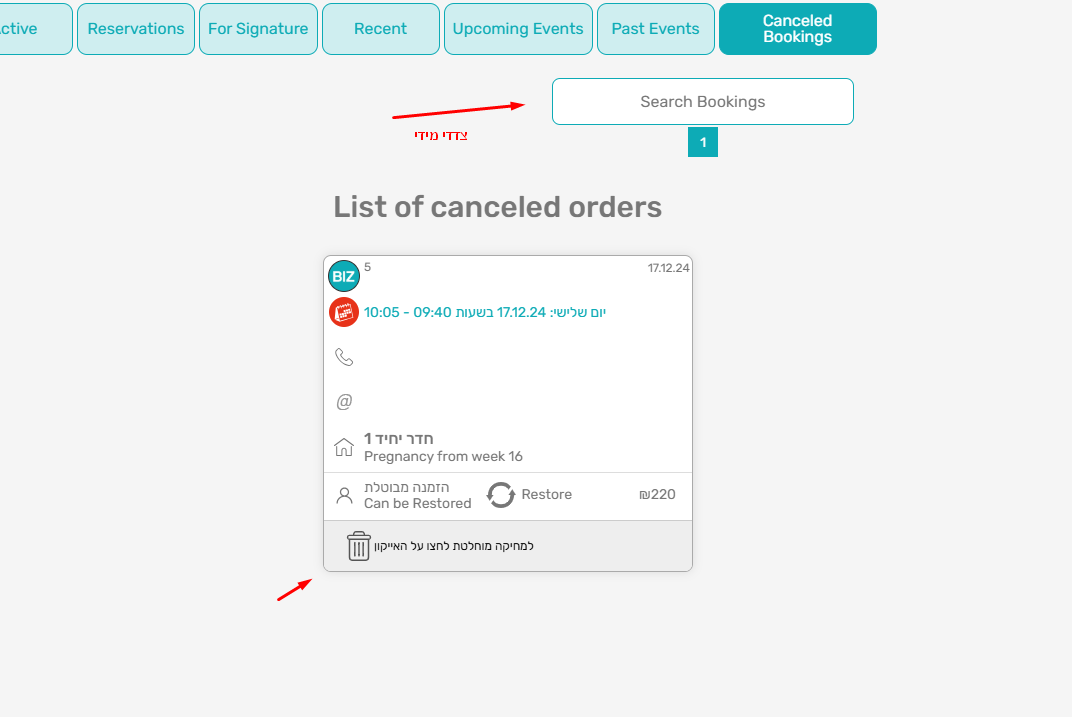 ctive
Reservations
For Signature
Recent
Upcoming Events
Past Events
Canceled
Bookings
Search Bookings
צדדי מידי
1
List of canceled orders
BIZ
5
17.12.24
יום שלישי: 17.12.24 בשעות 09:40 - 10:05
@
חדר יחיד 1
Pregnancy from week 16
הזמנה מבוטלת
Can be Restored
Restore
₪220
למחיקה מוחלטת לחצו על האייקון